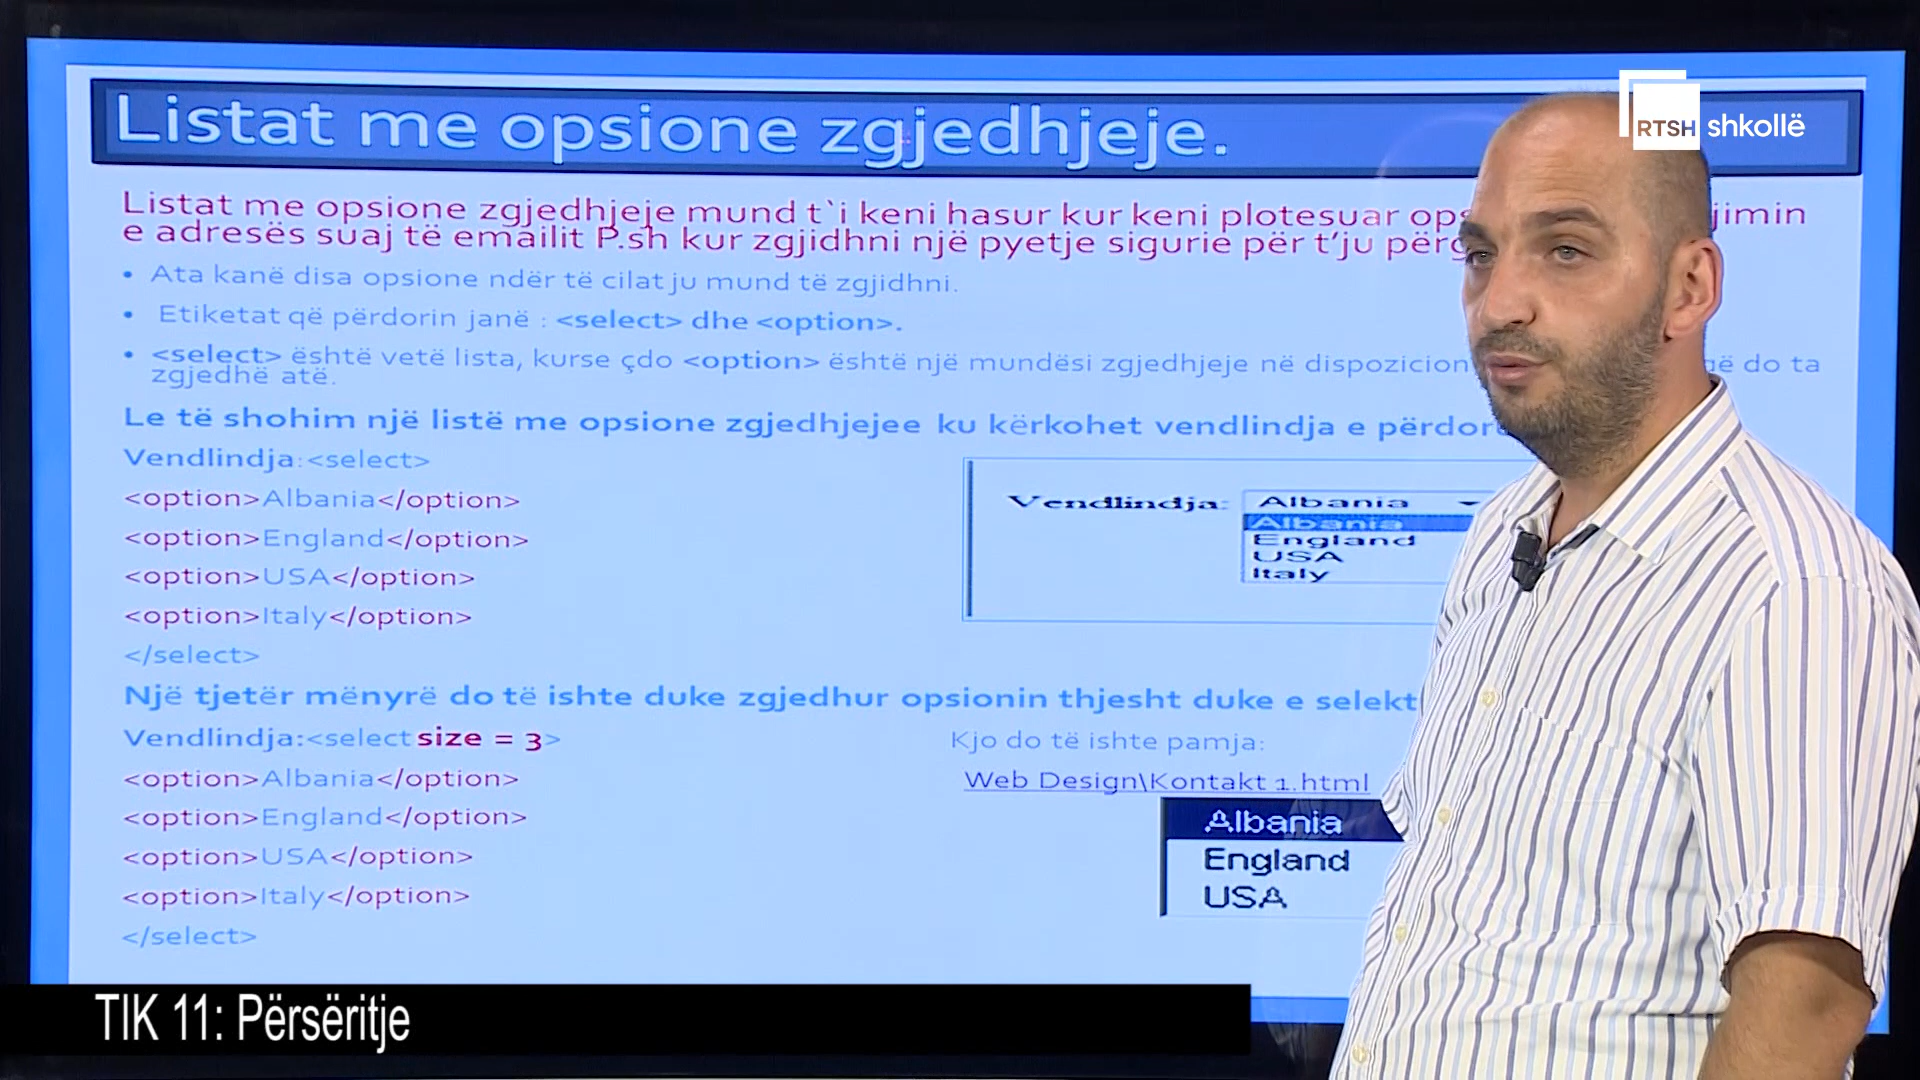 Listat me opsione zgjedhjeje.
RTSH shkollë
Listat me opsione zgjedhjeje mund t`i keni hasur kur keni plotesuar
e adresës suaj të emailit P.sh kur zgjidhni një pyetje sigurie për t’ju
• Ata kanë disa opsione ndër të cilat ju mund të zgjidhni.
• Etiketat që përdorin janë : <select> dhe <option>.
• <select> është vetë lista, kurse çdo <option> është një mundësi zgjedhjeje në dispozicion do ta
zgjedhë atë.
Le të shohim një listë me opsione zgjedhjejee ku kërkohet vendlindja e
Vendlindja:<select>
<option>Albania</option>
<option>England</option>
<option>USA</option>
<option>Italy</option>
</select>
Vendlindja: Albania
Albania
England
USA
Italy
Një tjetër mënyrë do të ishte duke zgjedhur opsionin thjesht duke e
Vendlindja:<select size = 3>
<option>Albania</option>
<option>England</option>
<option>USA</option>
<option>Italy</option>
</select>
Kjo do të ishte pamja:
Web Design\Kontakt 1.html
Albania
England
USA
TIK 11: Përsëritje